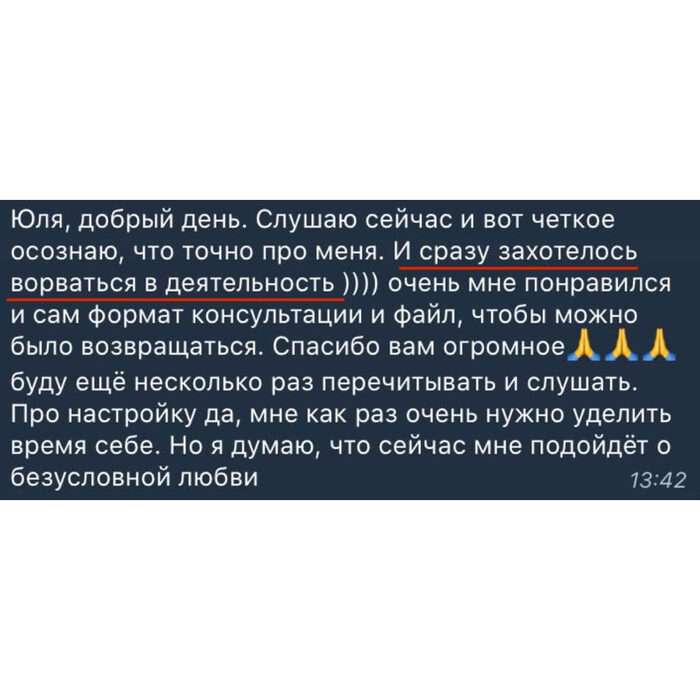 Юля, добрый день. Слушаю сейчас и вот четкое
осознаю, что точно про меня. И сразу захотелось
ворваться в деятельность )))) очень мне понравился
и сам формат консультации и файл, чтобы можно
было возвращаться. Спасибо вам огромное🙏🙏🙏
буду ещё несколько раз перечитывать и слушать.
Про настройку да, мне как раз очень нужно уделить
время себе. Но я думаю, что сейчас мне подойдёт о
безусловной любви
13:42